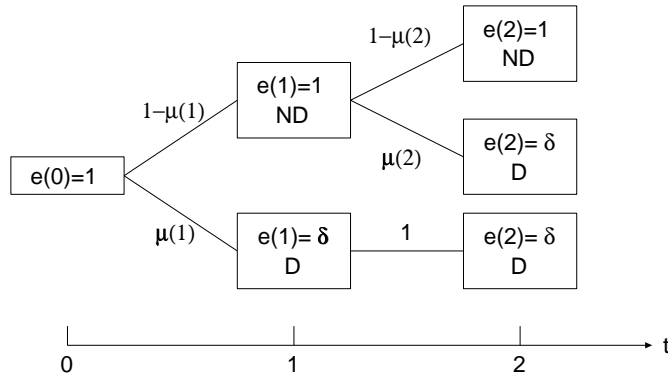 1−μ(2)
e(2)=1
ND
e(1)=1
ND
1−μ(1)
μ(2)
e(2)= δ
D
e(0)=1
μ(1)
e(1)= δ
D
1
e(2)= δ
D
0
1
2
t